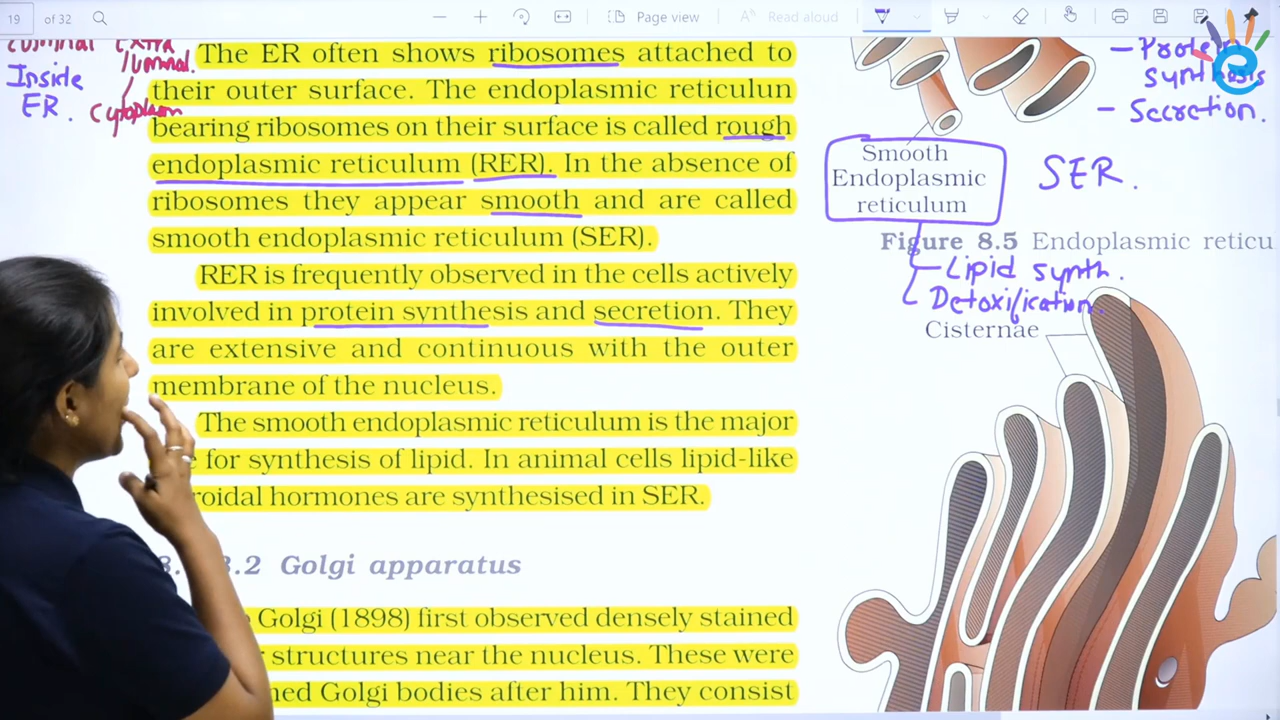 19 of 32
Page view
Read aloud
extra
luminal.
Inside
ER. Cytoplasm
The ER often shows ribosomes attached to
their outer surface. The endoplasmic reticulun
bearing ribosomes on their surface is called rough
endoplasmic reticulum (RER). In the absence of
ribosomes they appear smooth and are called
smooth endoplasmic reticulum (SER).
RER is frequently observed in the cells actively
involved in protein synthesis and secretion. They
are extensive and continuous with the outer
membrane of the nucleus.
The smooth endoplasmic reticulum is the major
for synthesis of lipid. In animal cells lipid-like
roidal hormones are synthesised in SER.
8. 3.2 Golgi apparatus
Golgi (1898) first observed densely stained
structures near the nucleus. These were
ned Golgi bodies after him. They consist
- Protein
synthesis
- Secretion.
Smooth
Endoplasmic
reticulum
SER.
Figure 8.5 Endoplasmic reticu
Lipid synth.
Detoxification.
Cisternae